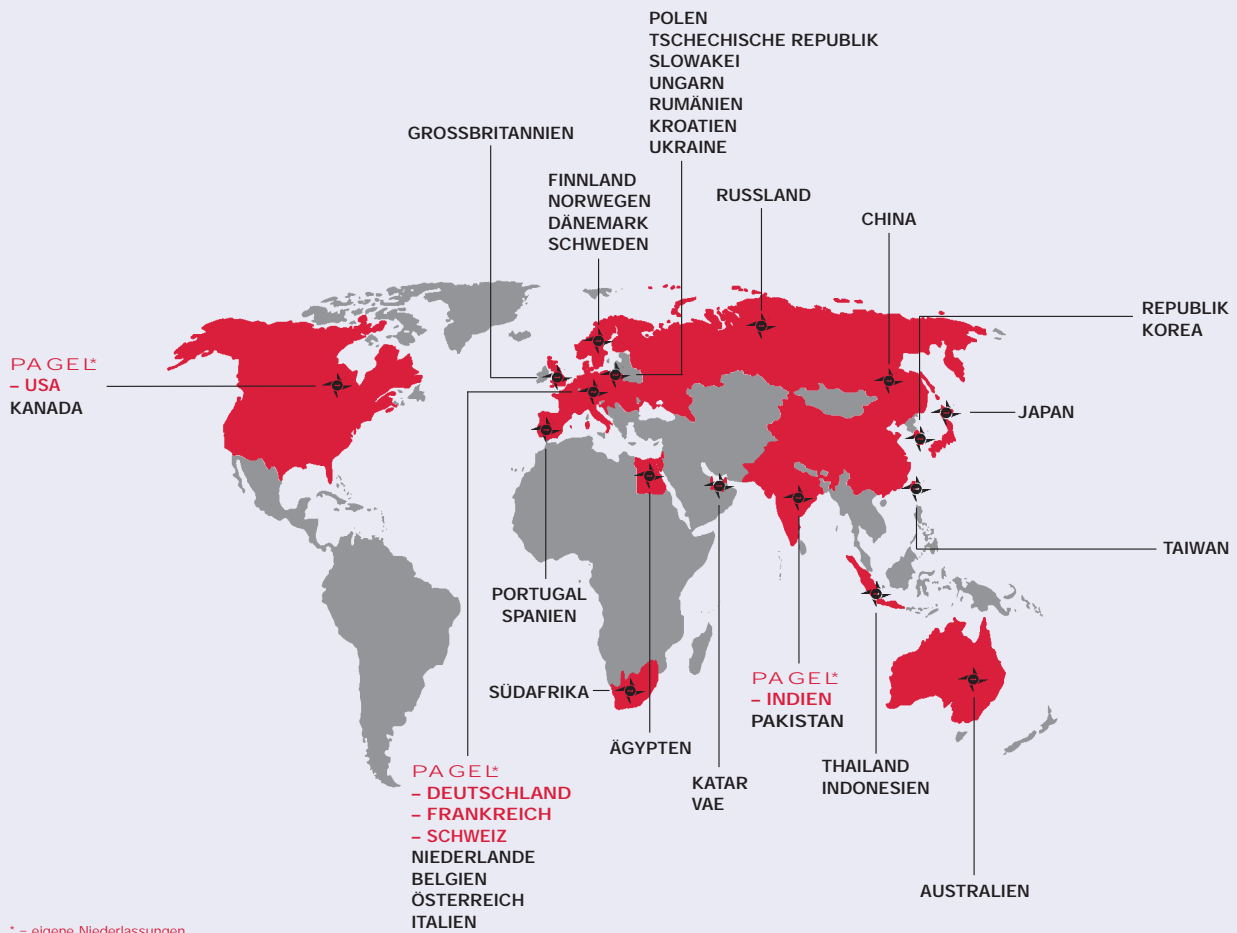 POLEN
TSCHECHISCHE REPUBLIK
SLOWAKEI
UNGARN
RUMÄNIEN
KROATIEN
UKRAINE
GROSSBRITANNIEN
FINNLAND
NORWEGEN
DÄNEMARK
SCHWEDEN
RUSSLAND
CHINA
REPUBLIK
KOREA
PAGEL*
– USA
KANADA
JAPAN
TAIWAN
PORTUGAL
SPANIEN
SÜDAFRIKA
ÄGYPTEN
PAGEL*
– INDIEN
PAKISTAN
KATAR
VAE
THAILAND
INDONESIEN
PAGEL*
– DEUTSCHLAND
– FRANKREICH
– SCHWEIZ
NIEDERLANDE
BELGIEN
ÖSTERREICH
ITALIEN
AUSTRALIEN
* – eigene Niederlassungen